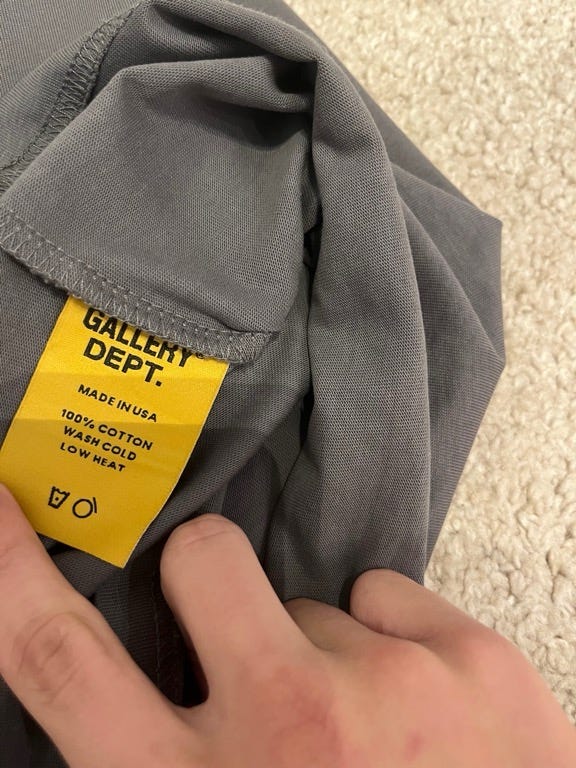 GALLERY®
DEPT.
MADE IN USA
100% COTTON
WASH COLD
LOW HEAT